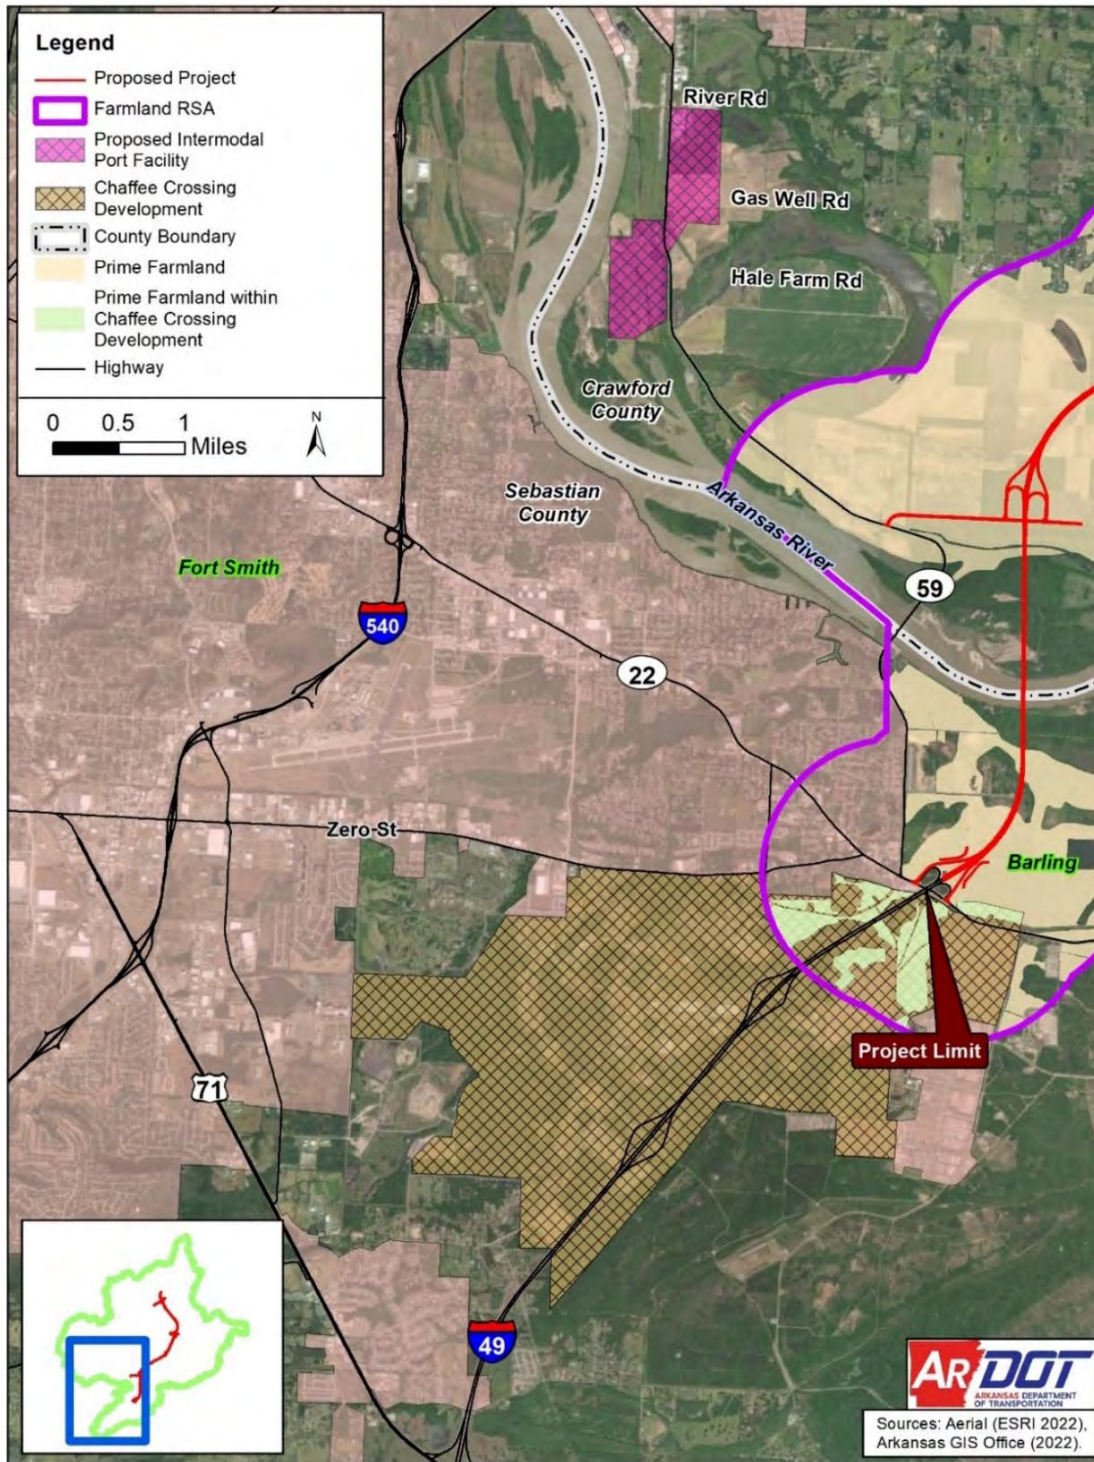 Legend
Proposed Project
Farmland RSA
Proposed Intermodal
Port Facility
Chaffee Crossing
Development
County Boundary
Prime Farmland
Prime Farmland within
Chaffee Crossing
Development
Highway
0 0.5 1
Miles
N
River Rd
Gas Well Rd
Hale Farm Rd
Crawford
County
Sebastian
County
Arkansas River
Fort Smith
59
540
22
Zero St
Barling
Project Limit
71
49
ARDOT
ARKANSAS DEPARTMENT
OF TRANSPORTATION
Sources: Aerial (ESRI 2022),
Arkansas GIS Office (2022).